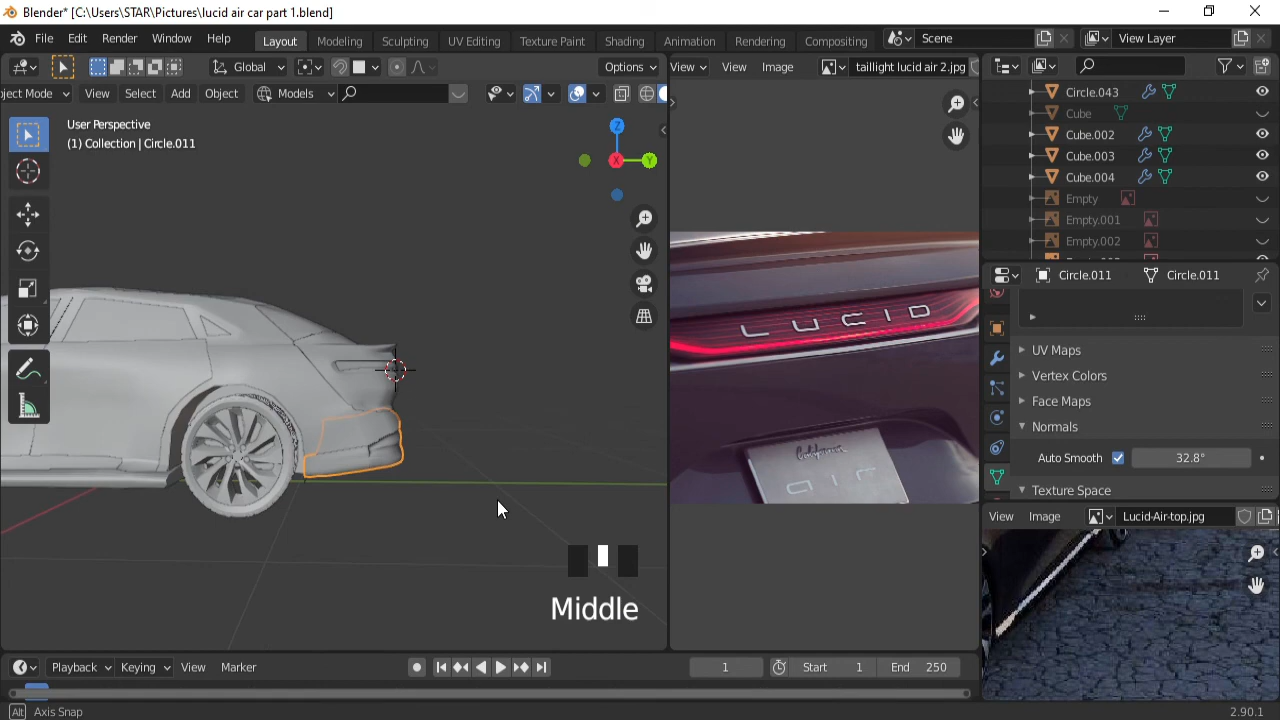 Blender* [C:\Users\STAR\Pictures\lucid air car part 1.blend]
File Edit Render Window Help
Layout Modeling Sculpting UV Editing Texture Paint Shading Animation Rendering Compositing
Scene
View Layer
Global
Options
View View Image
taillight lucid air 2.jpg
ject Mode View Select Add Object
Models
User Perspective
(1) Collection | Circle.011
Z
X
Y
LUCID
California
AIR
Middle
Circle.043
Cube
Cube.002
Cube.003
Cube.004
Empty
Empty.001
Empty.002
Circle.011
Circle.011
UV Maps
Vertex Colors
Face Maps
Normals
Auto Smooth
32.8°
Texture Space
View Image
Lucid-Air-top.jpg
Playback Keying View Marker
1
Start 1
End 250
Alt Axis Snap
2.90.1